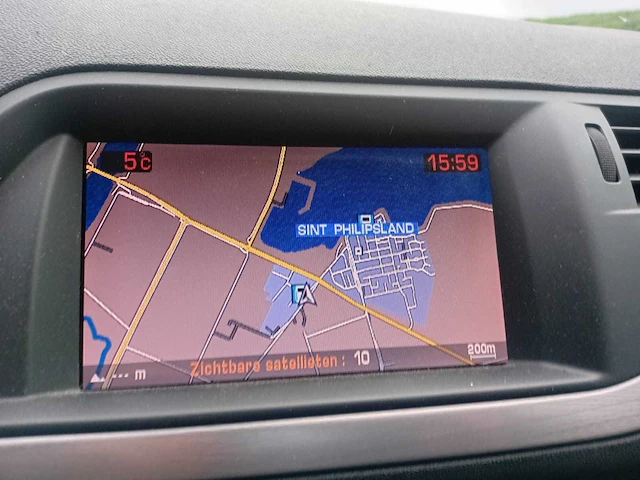 5°C
15:59
SINT PHILIPSLAND
200m
Zichtbare satellieten : 10
--- m